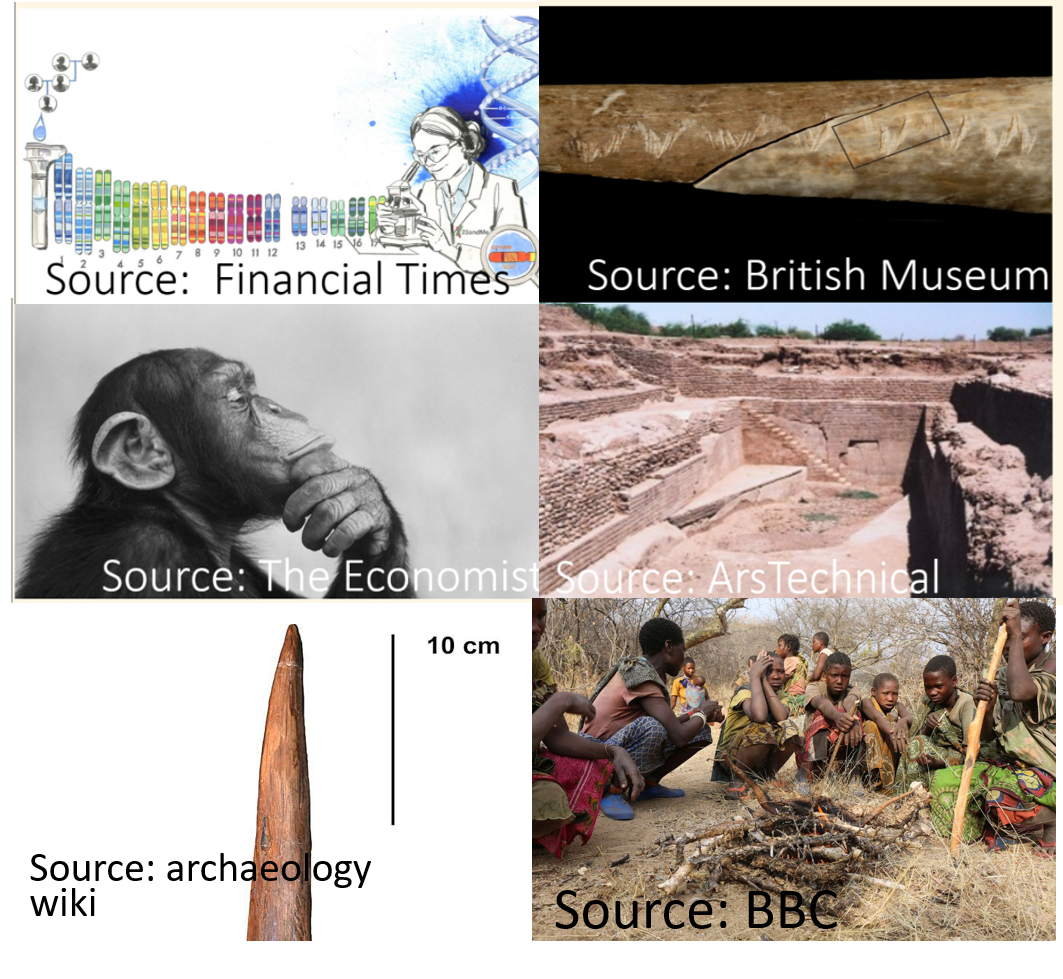 1 2 3 4 5 6 7 8 9 10 11 12 13 14 15 16 17
23andMe
Source:  Financial Times
Source: British Museum
Source: The Economist
Source: ArsTechnical
10 cm
Source: archaeology
wiki
Source: BBC